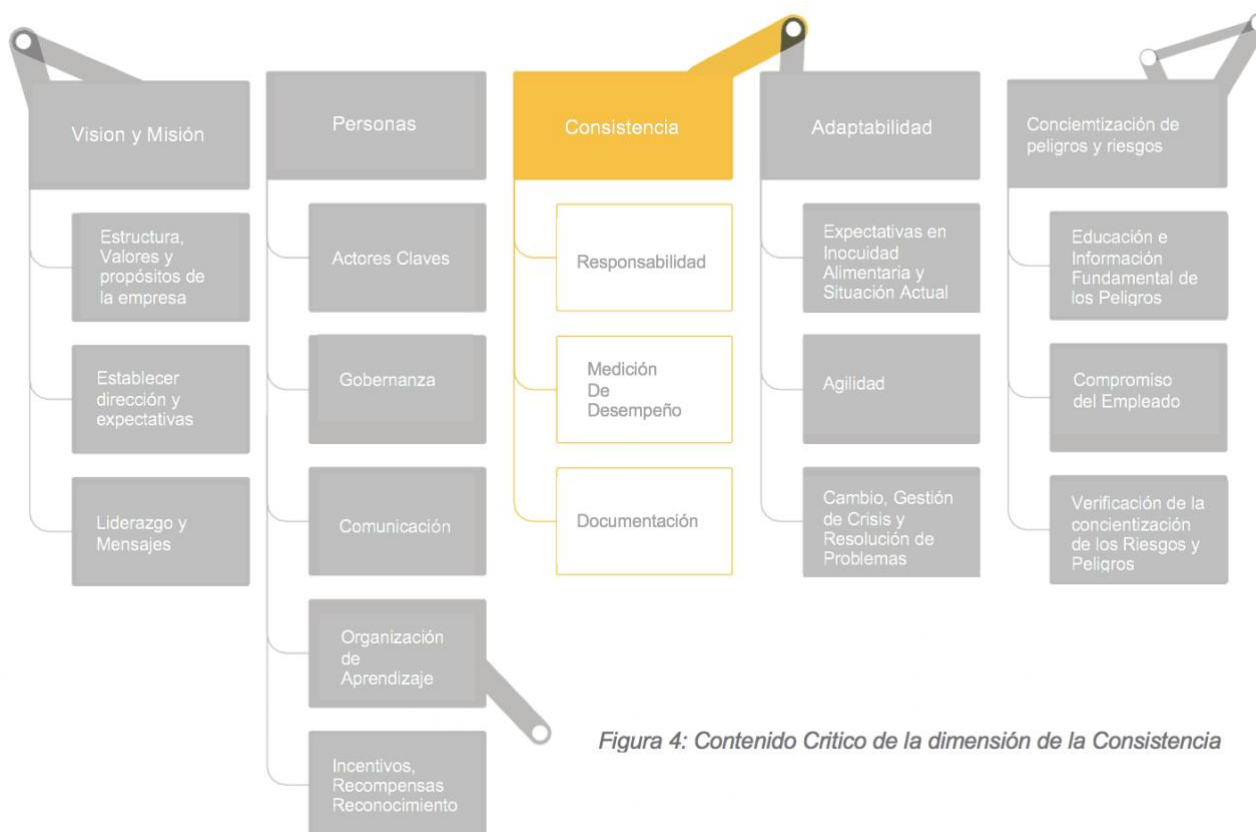 Vision y Misión
Estructura,
Valores y
propósitos de
la empresa
Establecer
dirección y
expectativas
Liderazgo y
Mensajes
Personas
Actores Claves
Gobernanza
Comunicación
Organización
de
Aprendizaje
Incentivos,
Recompensas
Reconocimiento
Consistencia
Responsabilidad
Medición
De
Desempeño
Documentación
Adaptabilidad
Expectativas en
Inocuidad
Alimentaria y
Situación Actual
Agilidad
Cambio, Gestión
de Crisis y
Resolución de
Problemas
Conciemtización de
peligros y riesgos
Educación e
Información
Fundamental de
los Peligros
Compromiso
del Empleado
Verificación de la
concientización
de los Riesgos y
Peligros
Figura 4: Contenido Critico de la dimensión de la Consistencia